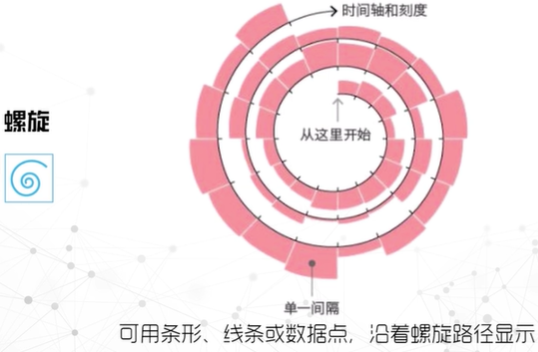 时间轴和刻度
螺旋
从这里开始
单一间隔
可用条形、线条或数据点，沿着螺旋路径显示